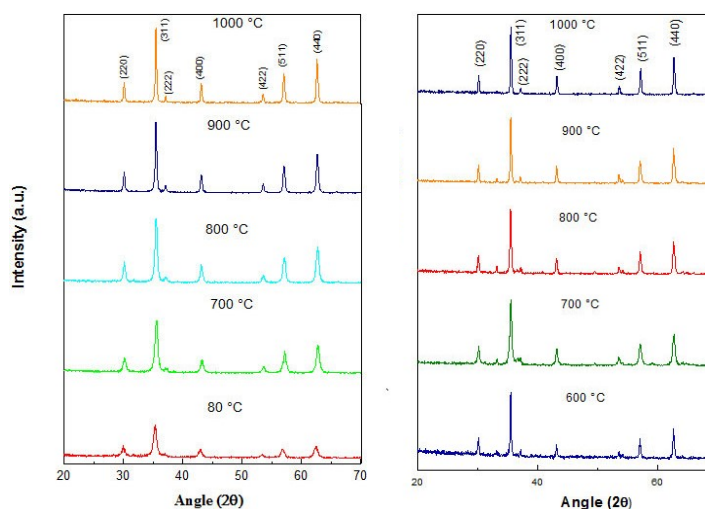 1000 °C
(220)
(311)
(222)
(400)
(422)
(511)
(440)
900 °C
800 °C
700 °C
80 °C
20
30
40
50
60
70
Angle (2θ)
Intensity (a.u.)
1000 °C
(220)
(311)
(222)
(400)
(422)
(511)
(440)
900 °C
800 °C
700 °C
600 °C
20
40
60
Angle (2θ)